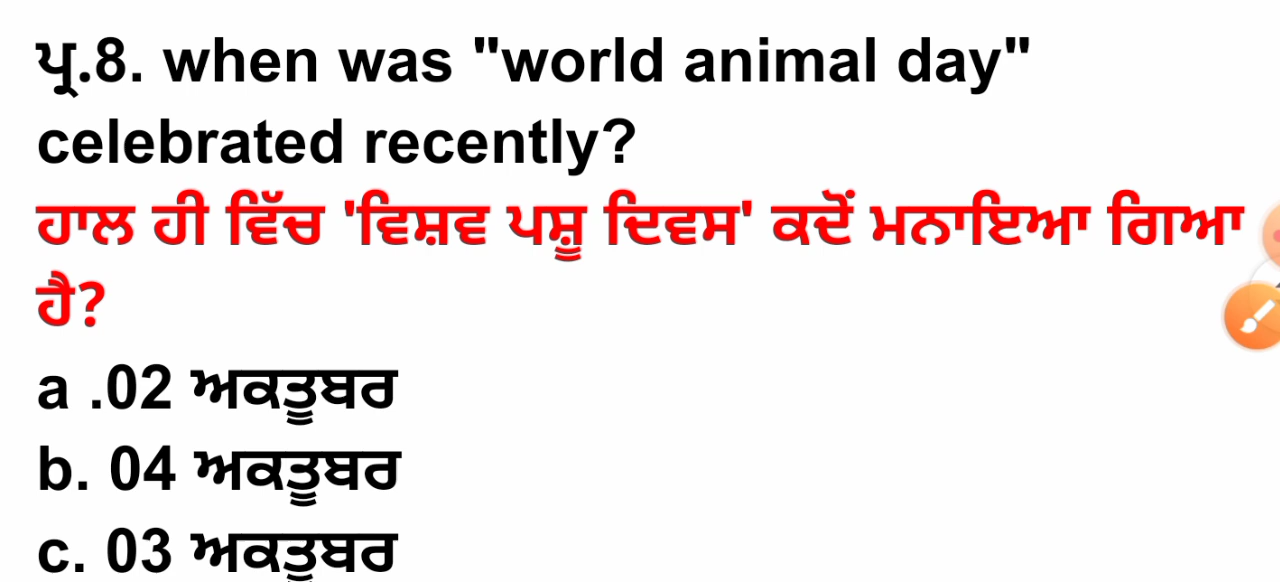 ਪ੍ਰ.8. when was "world animal day"
celebrated recently?
ਹਾਲ ਹੀ ਵਿੱਚ 'ਵਿਸ਼ਵ ਪਸ਼ੂ ਦਿਵਸ' ਕਦੋਂ ਮਨਾਇਆ ਗਿਆ
ਹੈ?
a .02 ਅਕਤੂਬਰ
b. 04 ਅਕਤੂਬਰ
c. 03 ਅਕਤੂਬਰ